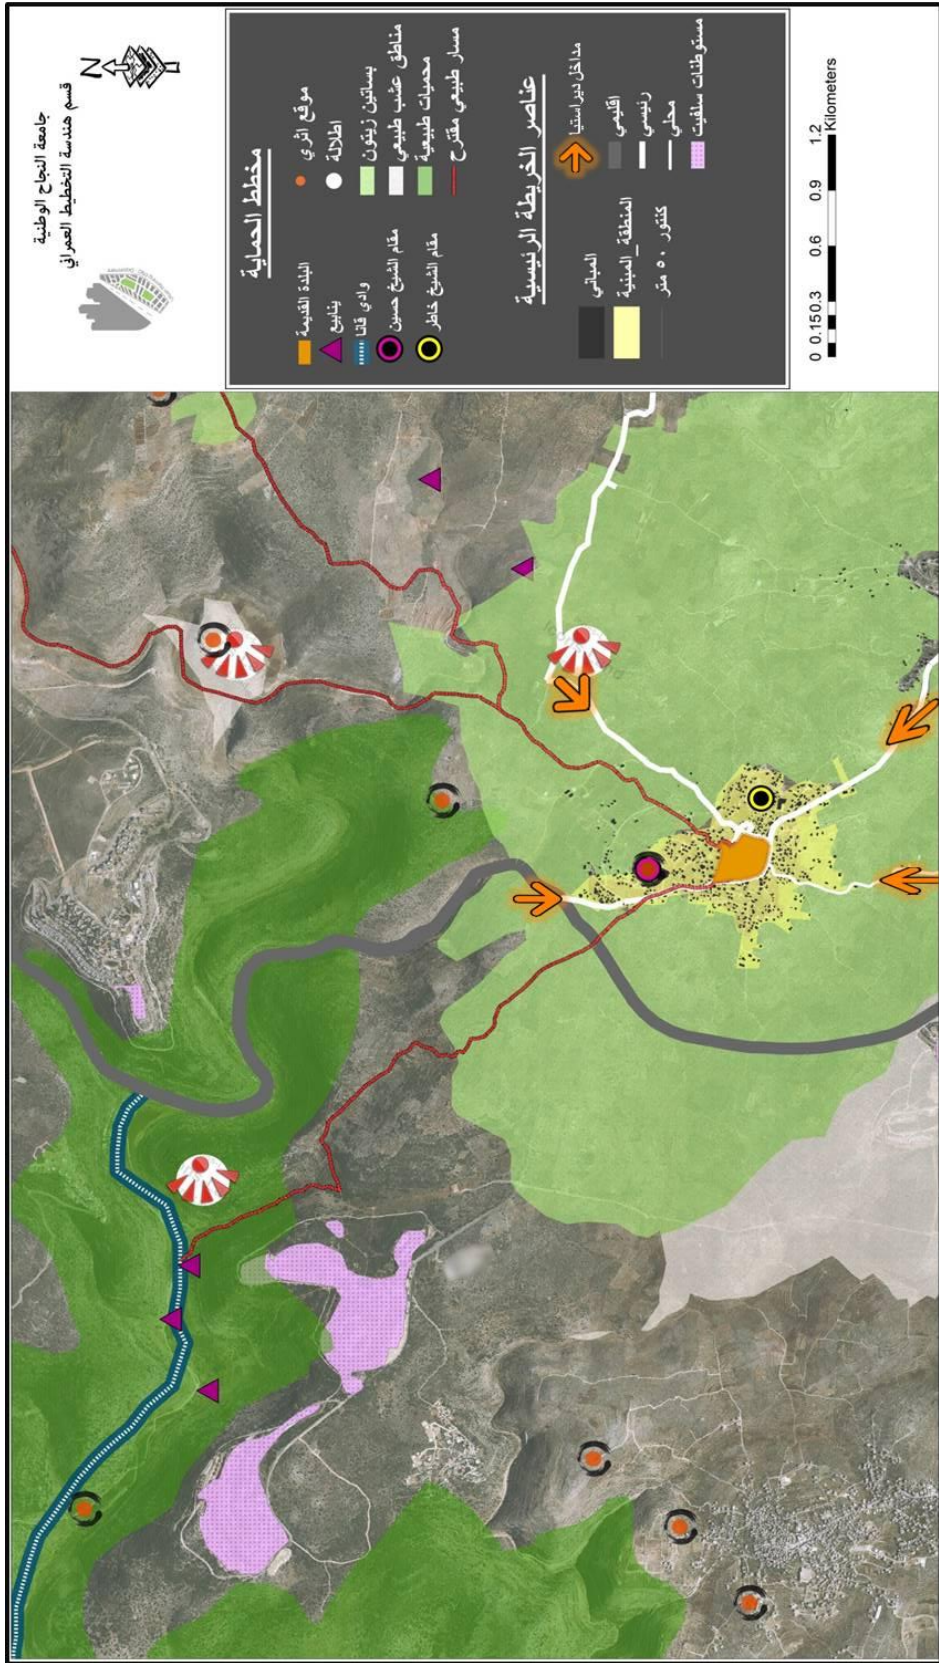 جامعة النجاح الوطنية
قسم هندسة التخطيط العمراني
N
مخطط الحماية
موقع اثري
اطلالة
بساتين زيتون
مناطق عشب طبيعي
محميات طبيعية
مسار طبيعي مقترح
البلدة القديمة
ينابيع
وادي قانا
مقام الشيخ حسين
مقام الشيخ خاطر
عناصر الخريطة الرئيسية
مداخل ديراستيا
اقليمي
رئيسي
محلي
مستوطنات سلفيت
المباني
المنطقة_المبنية
كنتور ٥٠ متر
0 0.15 0.3 0.6 0.9 1.2
Kilometers